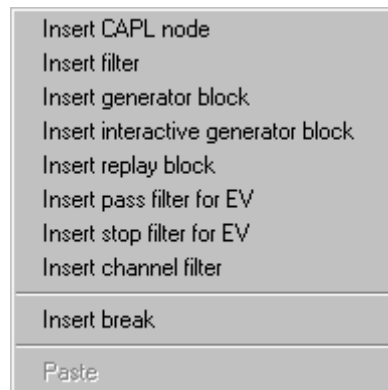 Insert CAPL node
Insert filter
Insert generator block
Insert interactive generator block
Insert replay block
Insert pass filter for EV
Insert stop filter for EV
Insert channel filter
Insert break
Paste